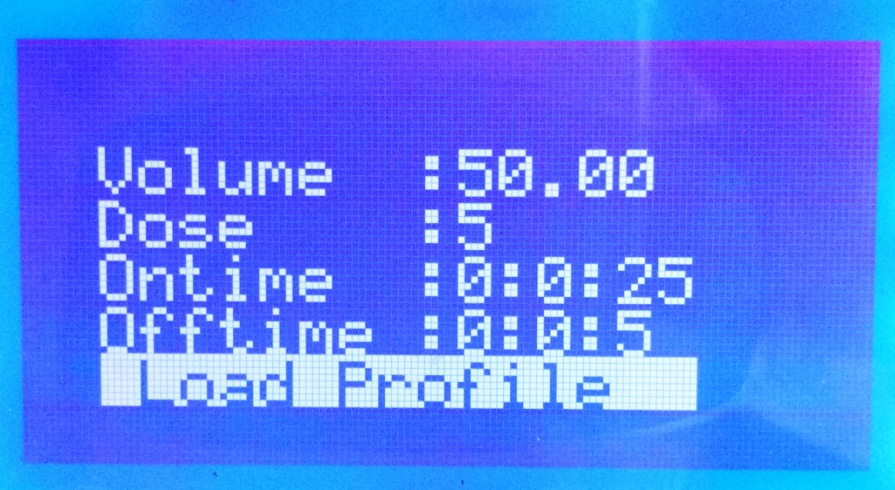 Volume :50.00
Dose :5
Ontime :0:0:25
Offtime :0:0:5
Load Profile